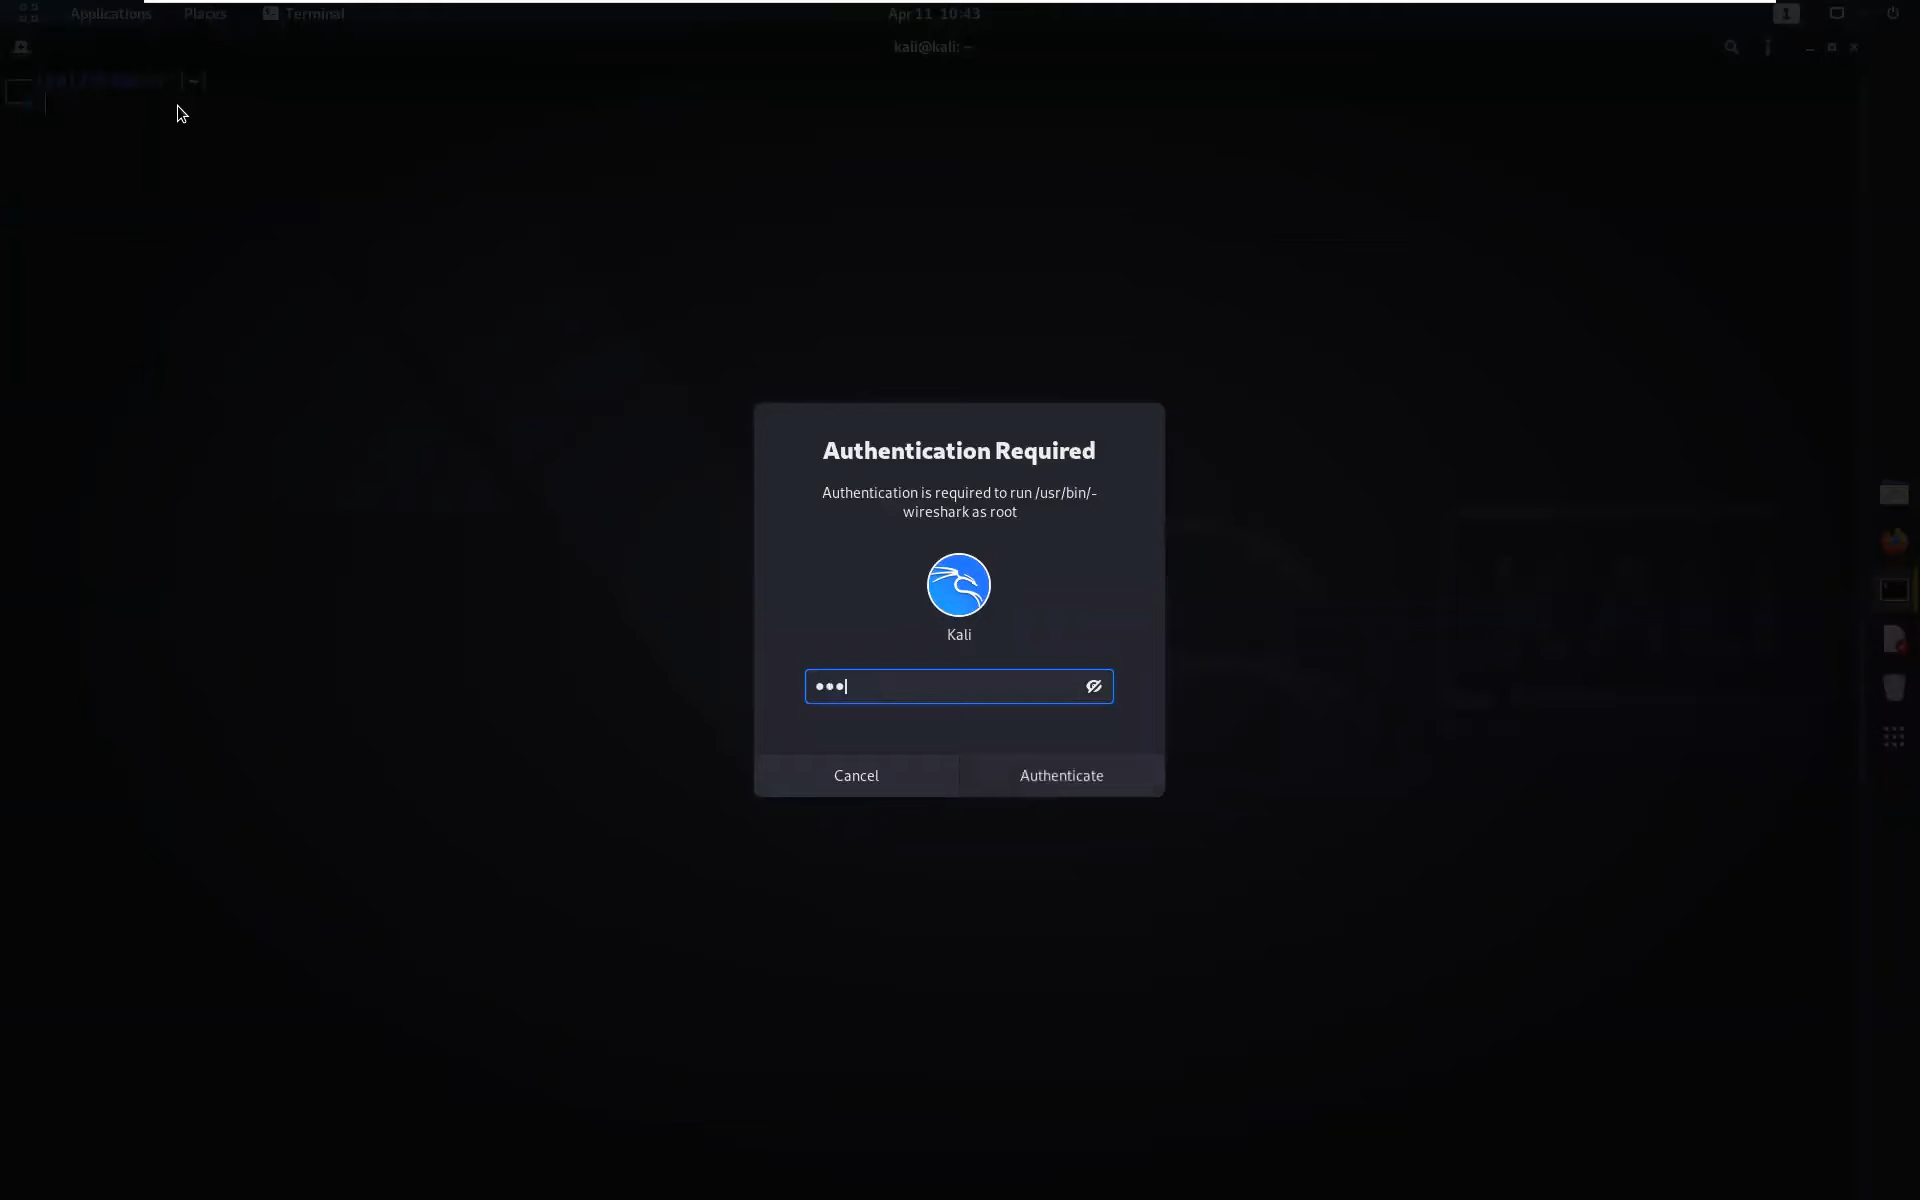 Applications Places Terminal Apr 11 10:43 1
kali@kali: ~
~
Authentication Required
Authentication is required to run /usr/bin/-
wireshark as root
Kali
Cancel Authenticate